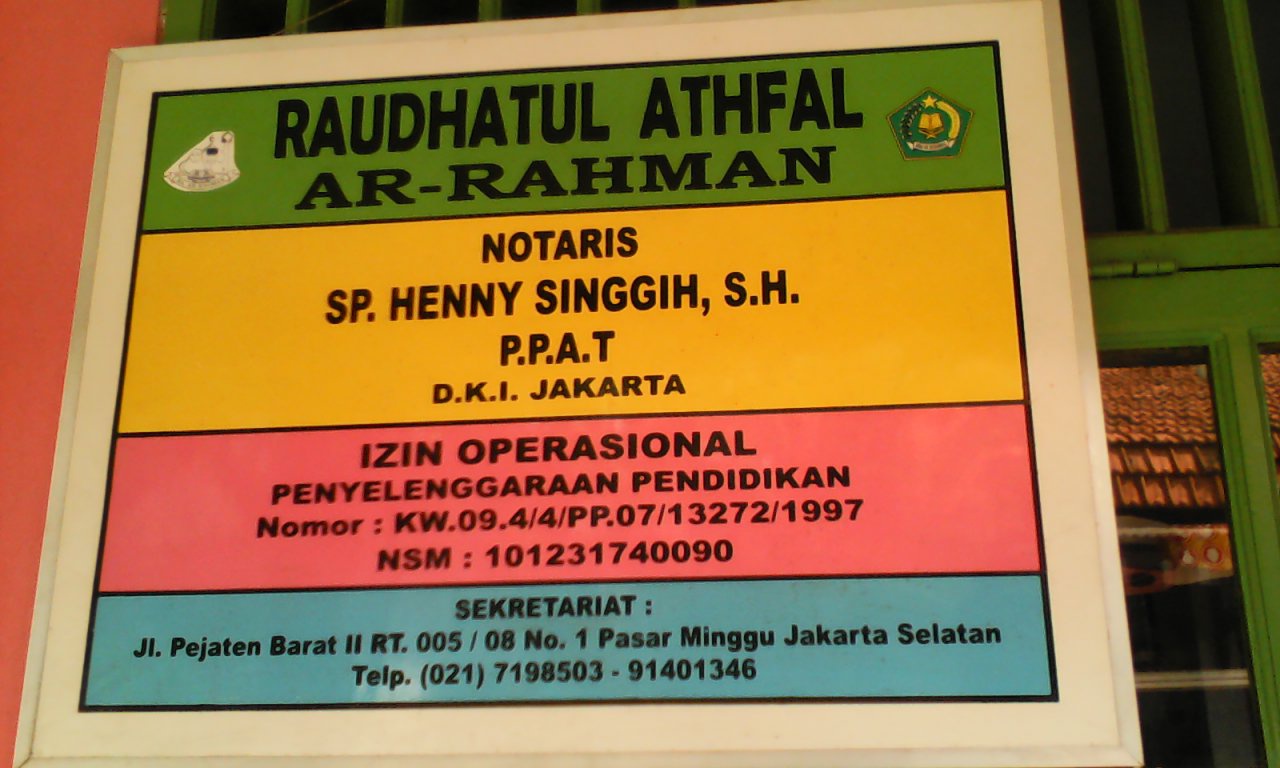 RAUDHATUL ATHFAL
AR-RAHMAN
NOTARIS
SP. HENNY SINGGIH, S.H.
P.P.A.T
D.K.I. JAKARTA
IZIN OPERASIONAL
PENYELENGGARAAN PENDIDIKAN
Nomor : KW.09.4/4/PP.07/13272/1997
NSM : 101231740090
SEKRETARIAT :
Jl. Pejaten Barat II RT. 005 / 08 No. 1 Pasar Minggu Jakarta Selatan
Telp. (021) 7198503 - 91401346